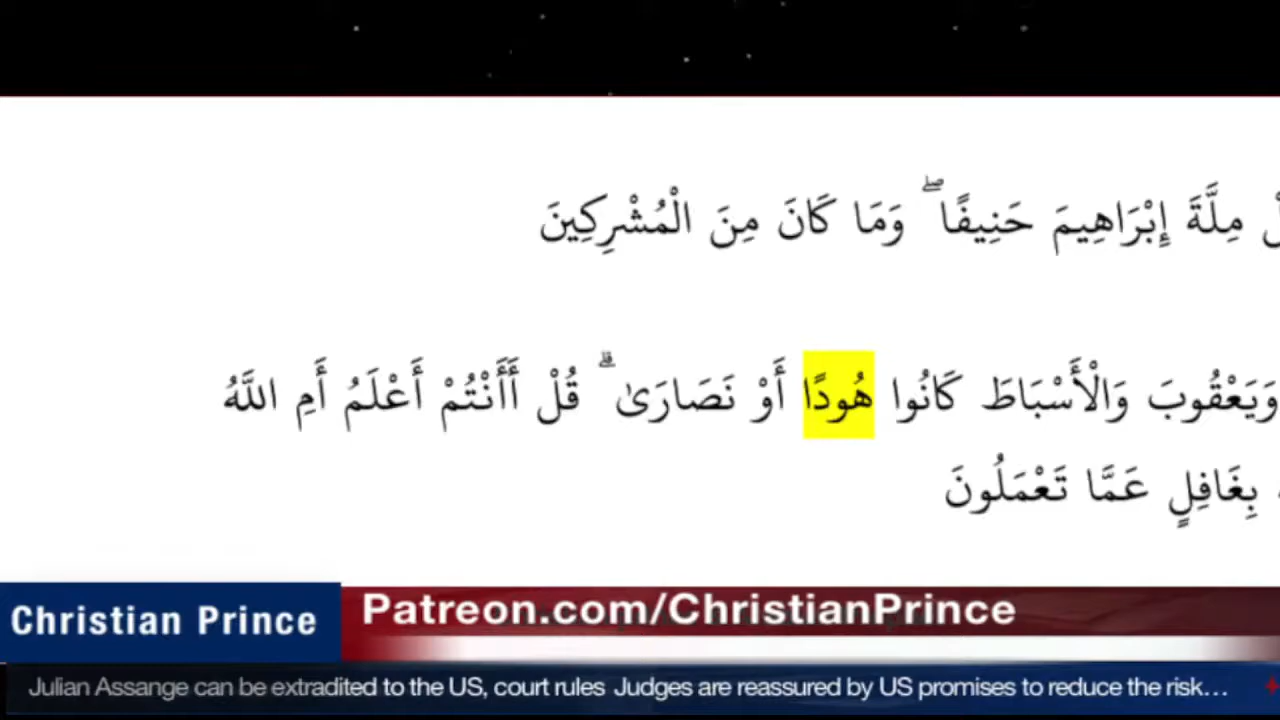 مِلَّةَ إِبْرَاهِيمَ حَنِيفًا ۖ وَمَا كَانَ مِنَ الْمُشْرِكِينَ
وَيَعْقُوبَ وَالْأَسْبَاطَ كَانُوا هُودًا أَوْ نَصَارَىٰ ۗ قُلْ أَأَنْتُمْ أَعْلَمُ أَمِ اللَّهُ
بِغَافِلٍ عَمَّا تَعْمَلُونَ
Christian Prince
Patreon.com/ChristianPrince
Julian Assange can be extradited to the US, court rules Judges are reassured by US promises to reduce the risk…